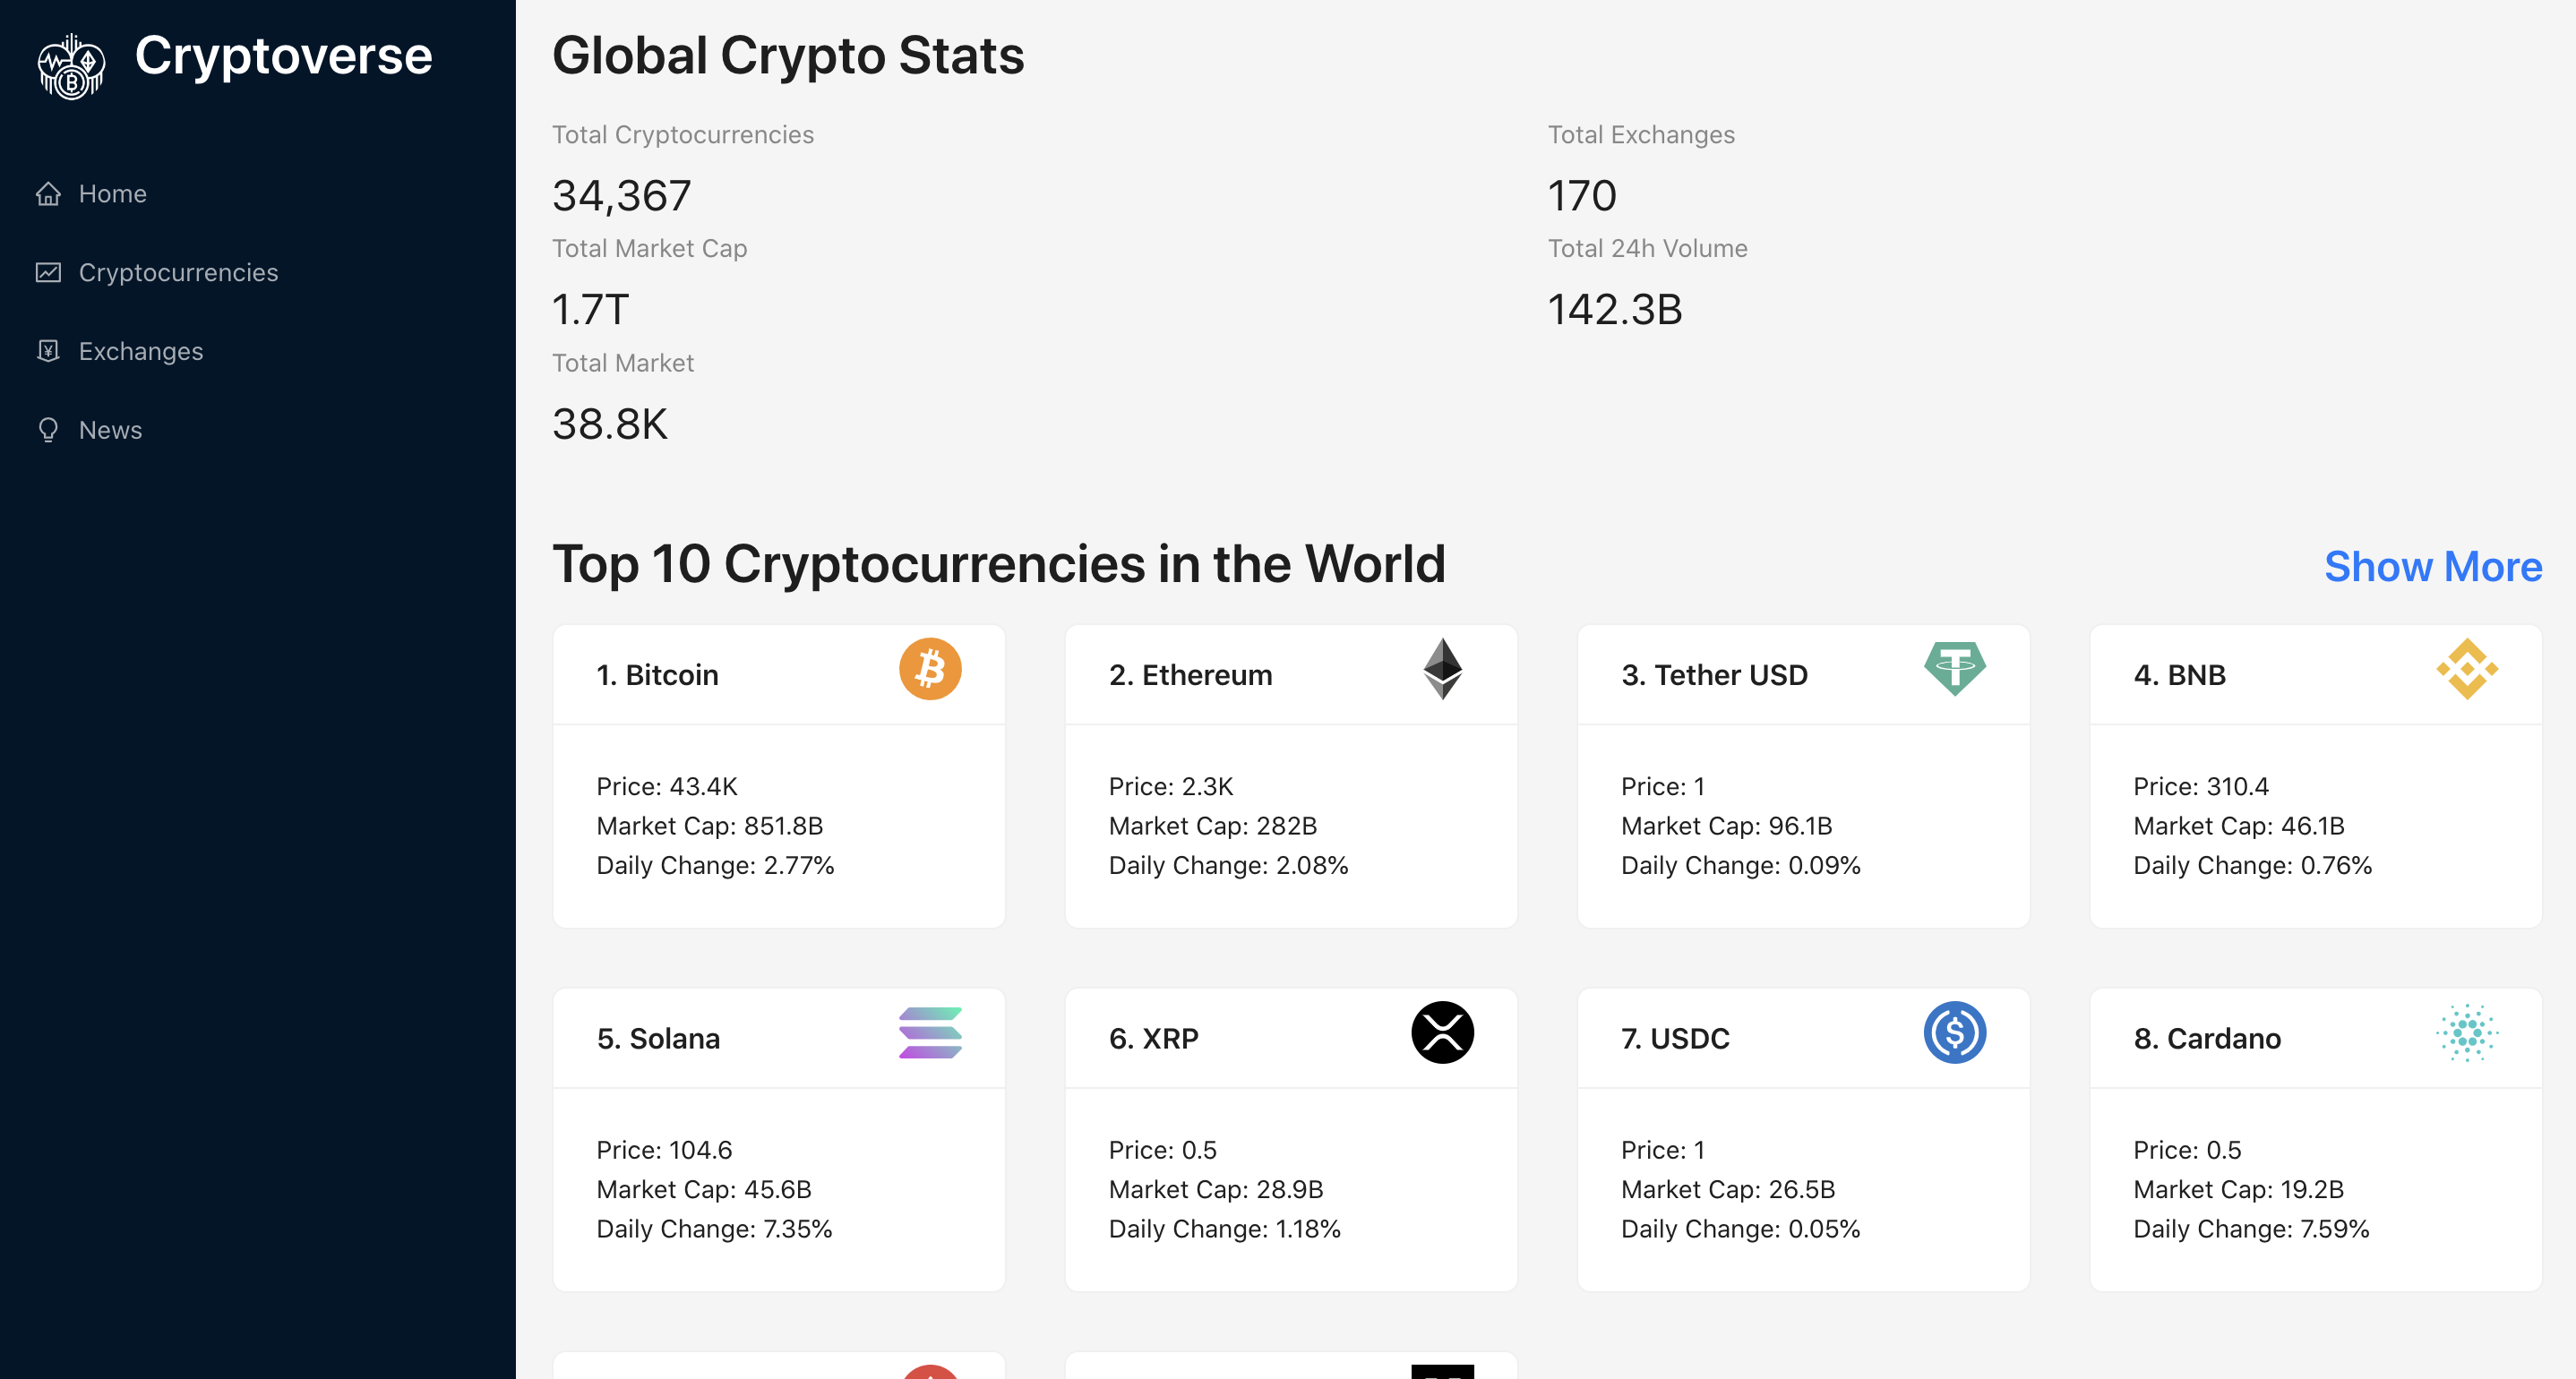 Cryptoverse
Home
Cryptocurrencies
Exchanges
News
Global Crypto Stats
Total Cryptocurrencies
34,367
Total Exchanges
170
Total Market Cap
1.7T
Total 24h Volume
142.3B
Total Market
38.8K
Top 10 Cryptocurrencies in the World
Show More
1. Bitcoin
Price: 43.4K
Market Cap: 851.8B
Daily Change: 2.77%
2. Ethereum
Price: 2.3K
Market Cap: 282B
Daily Change: 2.08%
3. Tether USD
Price: 1
Market Cap: 96.1B
Daily Change: 0.09%
4. BNB
Price: 310.4
Market Cap: 46.1B
Daily Change: 0.76%
5. Solana
Price: 104.6
Market Cap: 45.6B
Daily Change: 7.35%
6. XRP
Price: 0.5
Market Cap: 28.9B
Daily Change: 1.18%
7. USDC
Price: 1
Market Cap: 26.5B
Daily Change: 0.05%
8. Cardano
Price: 0.5
Market Cap: 19.2B
Daily Change: 7.59%